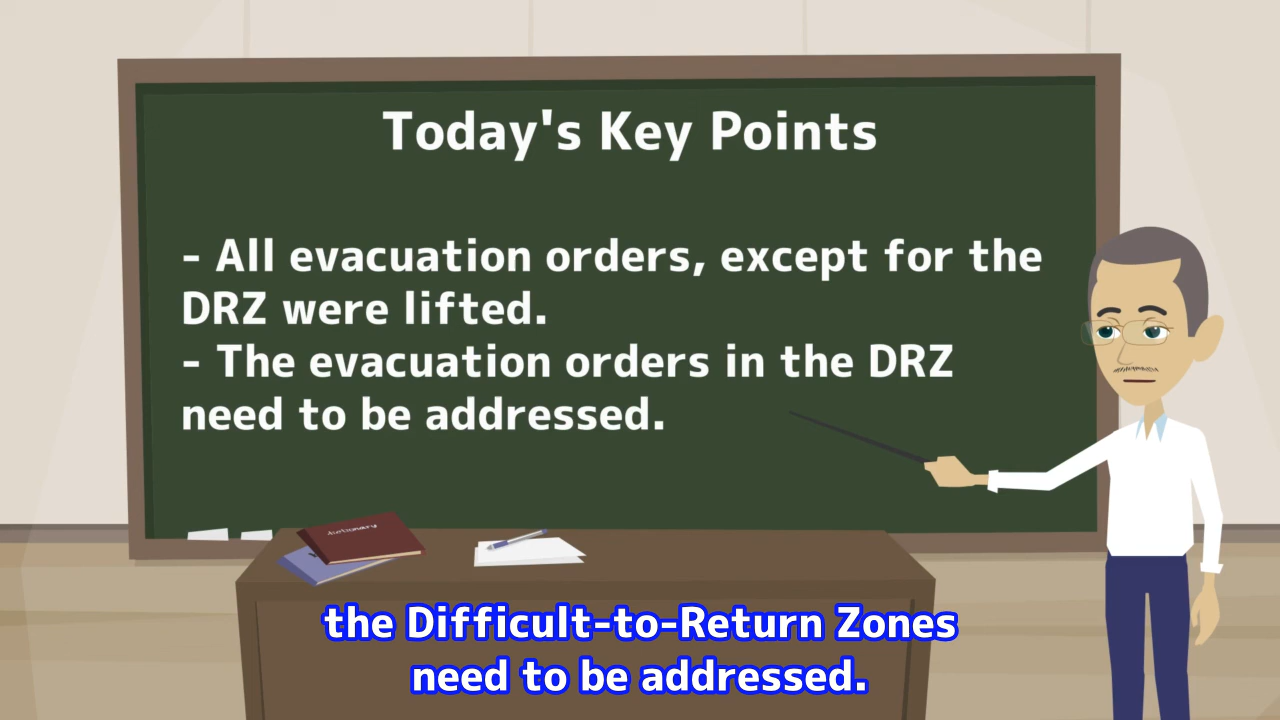 Today's Key Points
- All evacuation orders, except for the
DRZ were lifted.
- The evacuation orders in the DRZ
need to be addressed.
the Difficult-to-Return Zones
need to be addressed.